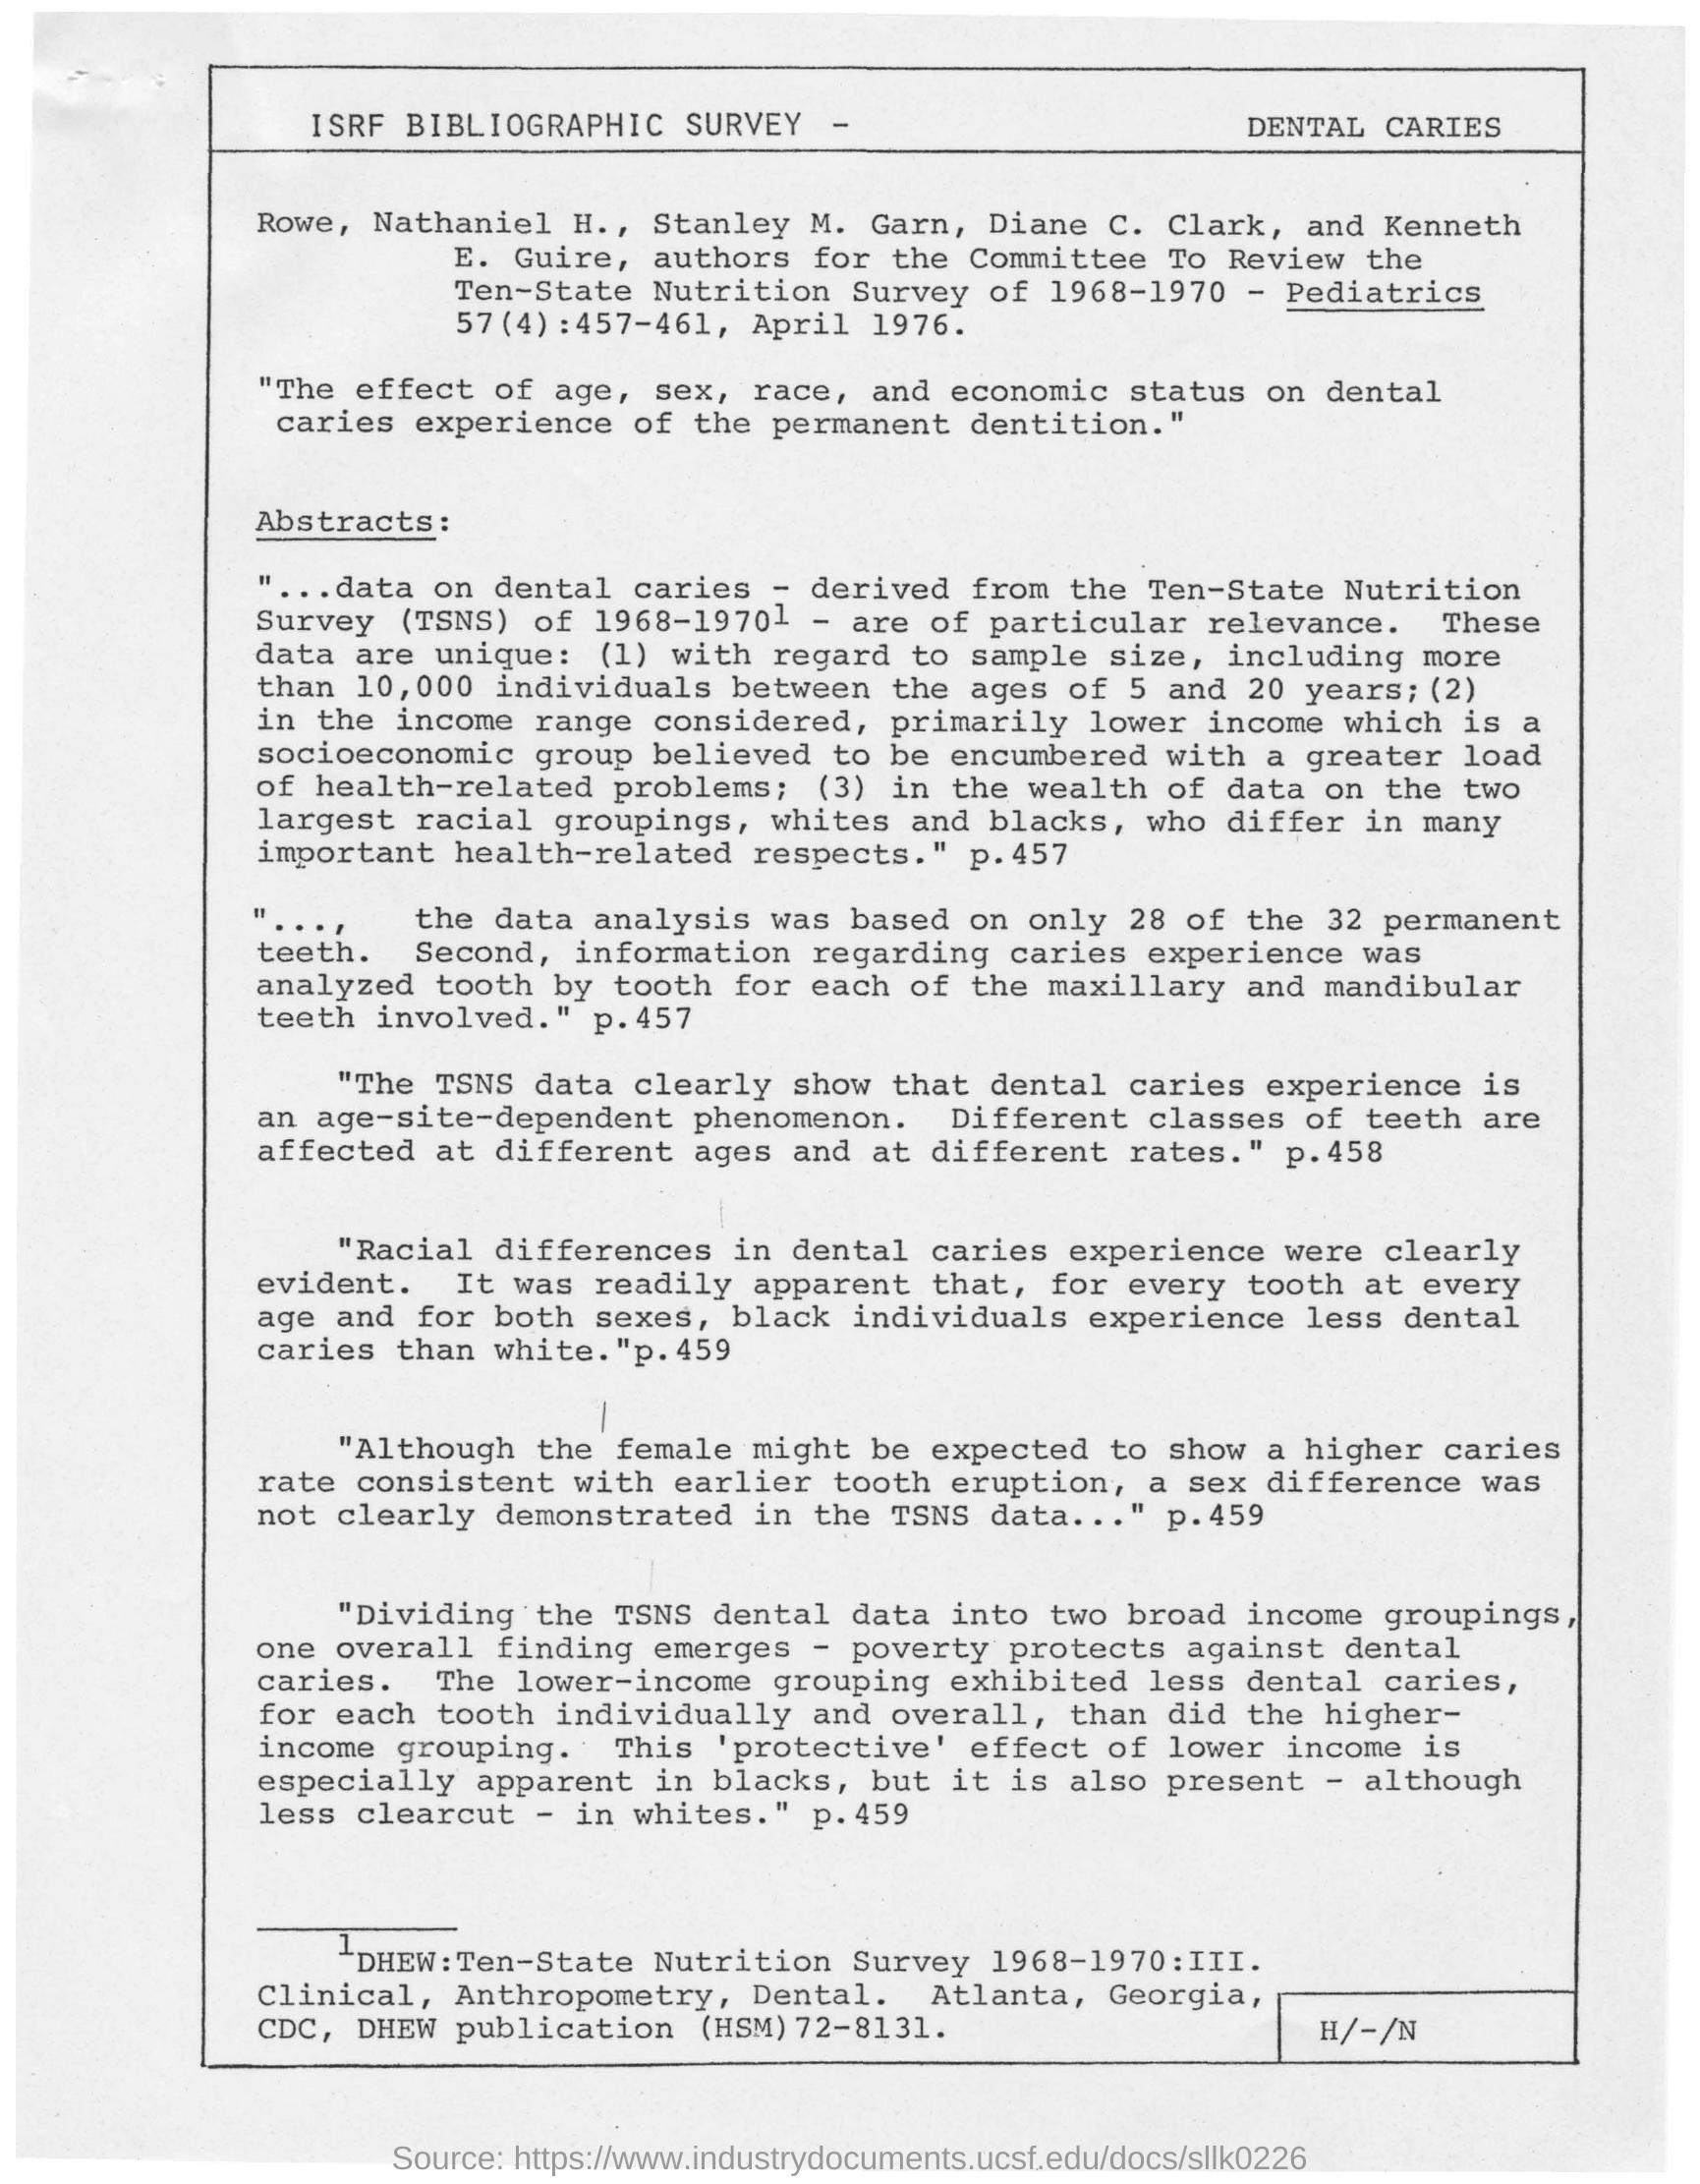 ISRF BIBLIOGRAPHIC SURVEY - DENTAL CARIES
Rowe, Nathaniel H., Stanley M. Garn, Diane C. Clark, and Kenneth
E. Guire, authors for the Committee To Review the
Ten-State Nutrition Survey of 1968-1970 - Pediatrics
57(4):457-461, April 1976.
"The effect of age, sex, race, and economic status on dental
caries experience of the permanent dentition."
Abstracts:
"...data on dental caries - derived from the Ten-State Nutrition
Survey (TSNS) of 1968-1970¹ - are of particular relevance. These
data are unique: (1) with regard to sample size, including more
than 10,000 individuals between the ages of 5 and 20 years;(2)
in the income range considered, primarily lower income which is a
socioeconomic group believed to be encumbered with a greater load
of health-related problems; (3) in the wealth of data on the two
largest racial groupings, whites and blacks, who differ in many
important health-related respects." p.457
"..., the data analysis was based on only 28 of the 32 permanent
teeth. Second, information regarding caries experience was
analyzed tooth by tooth for each of the maxillary and mandibular
teeth involved." p.457
"The TSNS data clearly show that dental caries experience is
an age-site-dependent phenomenon. Different classes of teeth are
affected at different ages and at different rates." p.458
"Racial differences in dental caries experience were clearly
evident. It was readily apparent that, for every tooth at every
age and for both sexes, black individuals experience less dental
caries than white."p.459
"Although the female might be expected to show a higher caries
rate consistent with earlier tooth eruption, a sex difference was
not clearly demonstrated in the TSNS data..." p.459
"Dividing the TSNS dental data into two broad income groupings,
one overall finding emerges - poverty protects against dental
caries. The lower-income grouping exhibited less dental caries,
for each tooth individually and overall, than did the higher-
income grouping. This 'protective' effect of lower income is
especially apparent in blacks, but it is also present - although
less clearcut - in whites." p.459
¹DHEW:Ten-State Nutrition Survey 1968-1970:III.
Clinical, Anthropometry, Dental. Atlanta, Georgia,
CDC, DHEW publication (HSM)72-8131.
H/-/N
Source: https://www.industrydocuments.ucsf.edu/docs/sllk0226